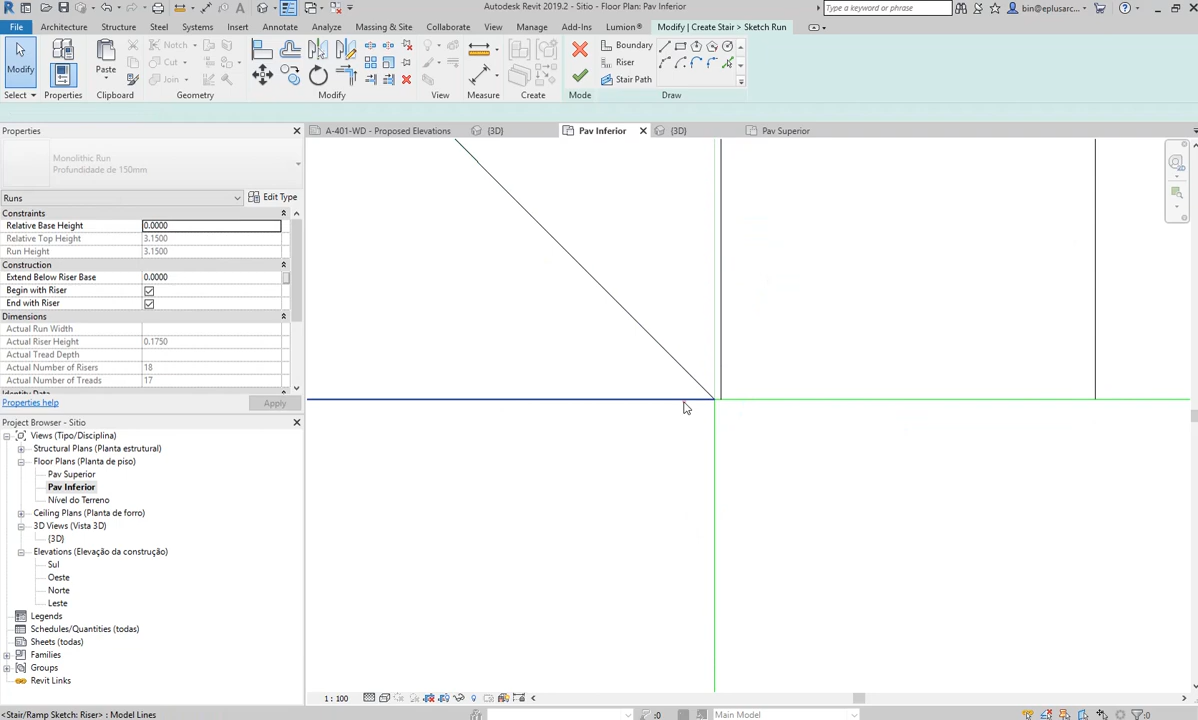 Autodesk Revit 2019.2 - Sitio - Floor Plan: Pav Inferior
Type a keyword or phrase
bin@eplusarc...
File
Architecture
Structure
Steel
Systems
Insert
Annotate
Analyze
Massing & Site
Collaborate
View
Manage
Add-Ins
Lumion®
Modify | Create Stair > Sketch Run
Modify
Paste
Notch
Cut
Join
Boundary
Riser
Stair Path
Select
Properties
Clipboard
Geometry
Modify
View
Measure
Create
Mode
Draw
Properties
A-401-WD - Proposed Elevations
{3D}
Pav Inferior
{3D}
Pav Superior
Monolithic Run
Profundidade de 150mm
Runs
Edit Type
Constraints
Relative Base Height 0.0000
Relative Top Height 3.1500
Run Height 3.1500
Construction
Extend Below Riser Base 0.0000
Begin with Riser
End with Riser
Dimensions
Actual Run Width
Actual Riser Height 0.1750
Actual Tread Depth
Actual Number of Risers 18
Actual Number of Treads 17
Identity Data
Properties help
Apply
Project Browser - Sitio
Views (Tipo/Disciplina)
Structural Plans (Planta estrutural)
Floor Plans (Planta de piso)
Pav Superior
Pav Inferior
Nível do Terreno
Ceiling Plans (Planta de forro)
3D Views (Vista 3D)
{3D}
Elevations (Elevação da construção)
Sul
Oeste
Norte
Leste
Legends
Schedules/Quantities (todas)
Sheets (todas)
Families
Groups
Revit Links
1 : 100
<Stair/Ramp Sketch: Riser> : Model Lines
:0
Main Model
:0